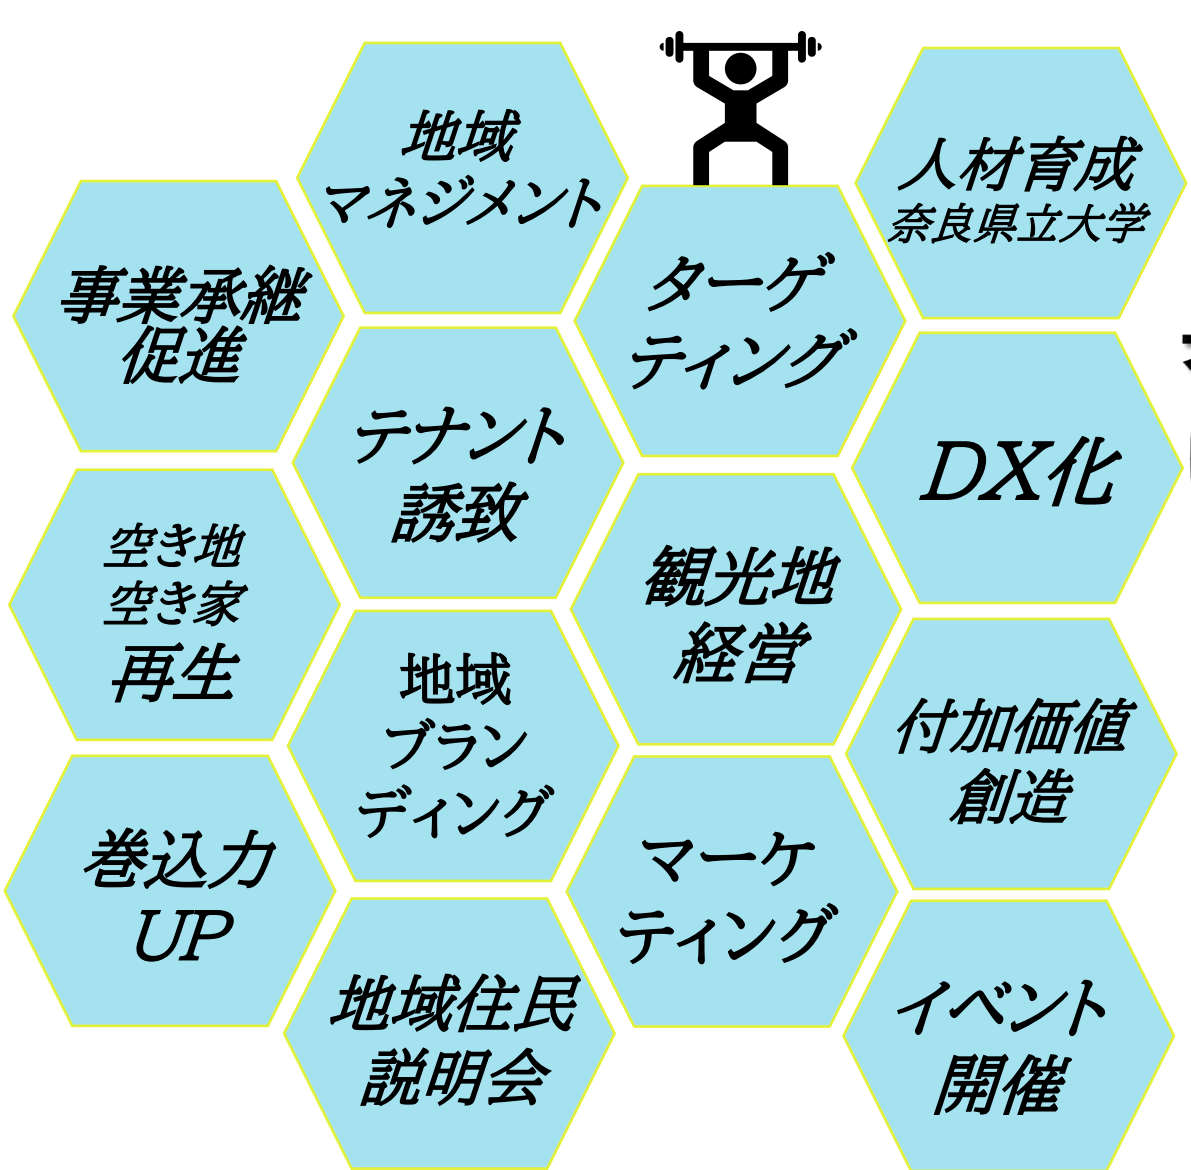 地域
マネジメント
人材育成
奈良県立大学
事業承継
促進
ターゲ
ティング
テナント
誘致
DX化
空き地
空き家
再生
観光地
経営
地域
ブラン
ディング
付加価値
創造
巻込力
UP
マーケ
ティング
地域住民
説明会
イベント
開催